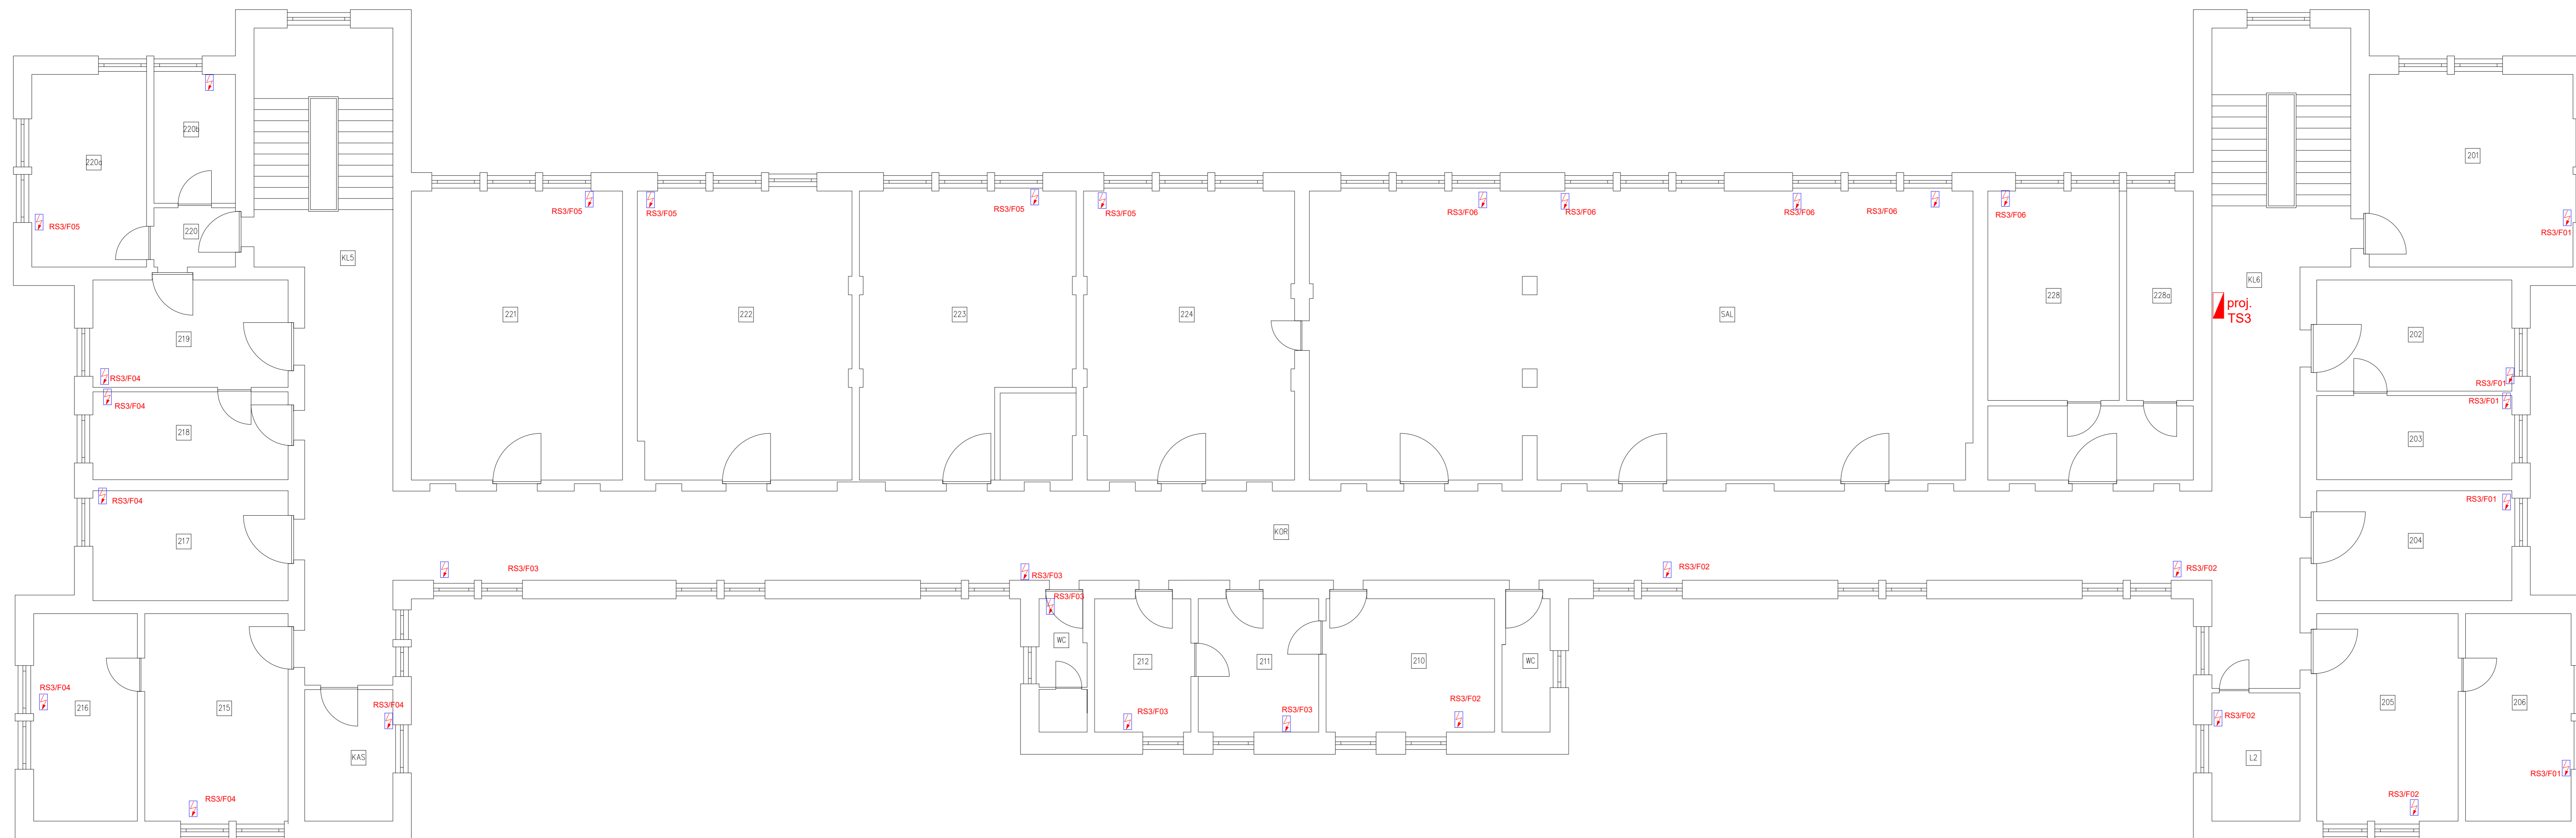 220b
201
220a
RS3/F05
RS3/F05
RS3/F05
RS3/F05
RS3/F06
RS3/F06
RS3/F06
RS3/F06
RS3/F06
RS3/F05
220
RS3/F01
KL5
KL6
221
222
223
224
SAL
228
228a
proj.
TS3
219
202
RS3/F04
RS3/F01
RS3/F04
RS3/F01
218
203
RS3/F04
RS3/F01
217
KOR
204
RS3/F03
RS3/F03
RS3/F02
RS3/F02
RS3/F03
WC
212
211
210
WC
RS3/F04
216
215
RS3/F04
RS3/F03
RS3/F03
RS3/F02
RS3/F02
205
206
KAS
L2
RS3/F01
RS3/F04
RS3/F02